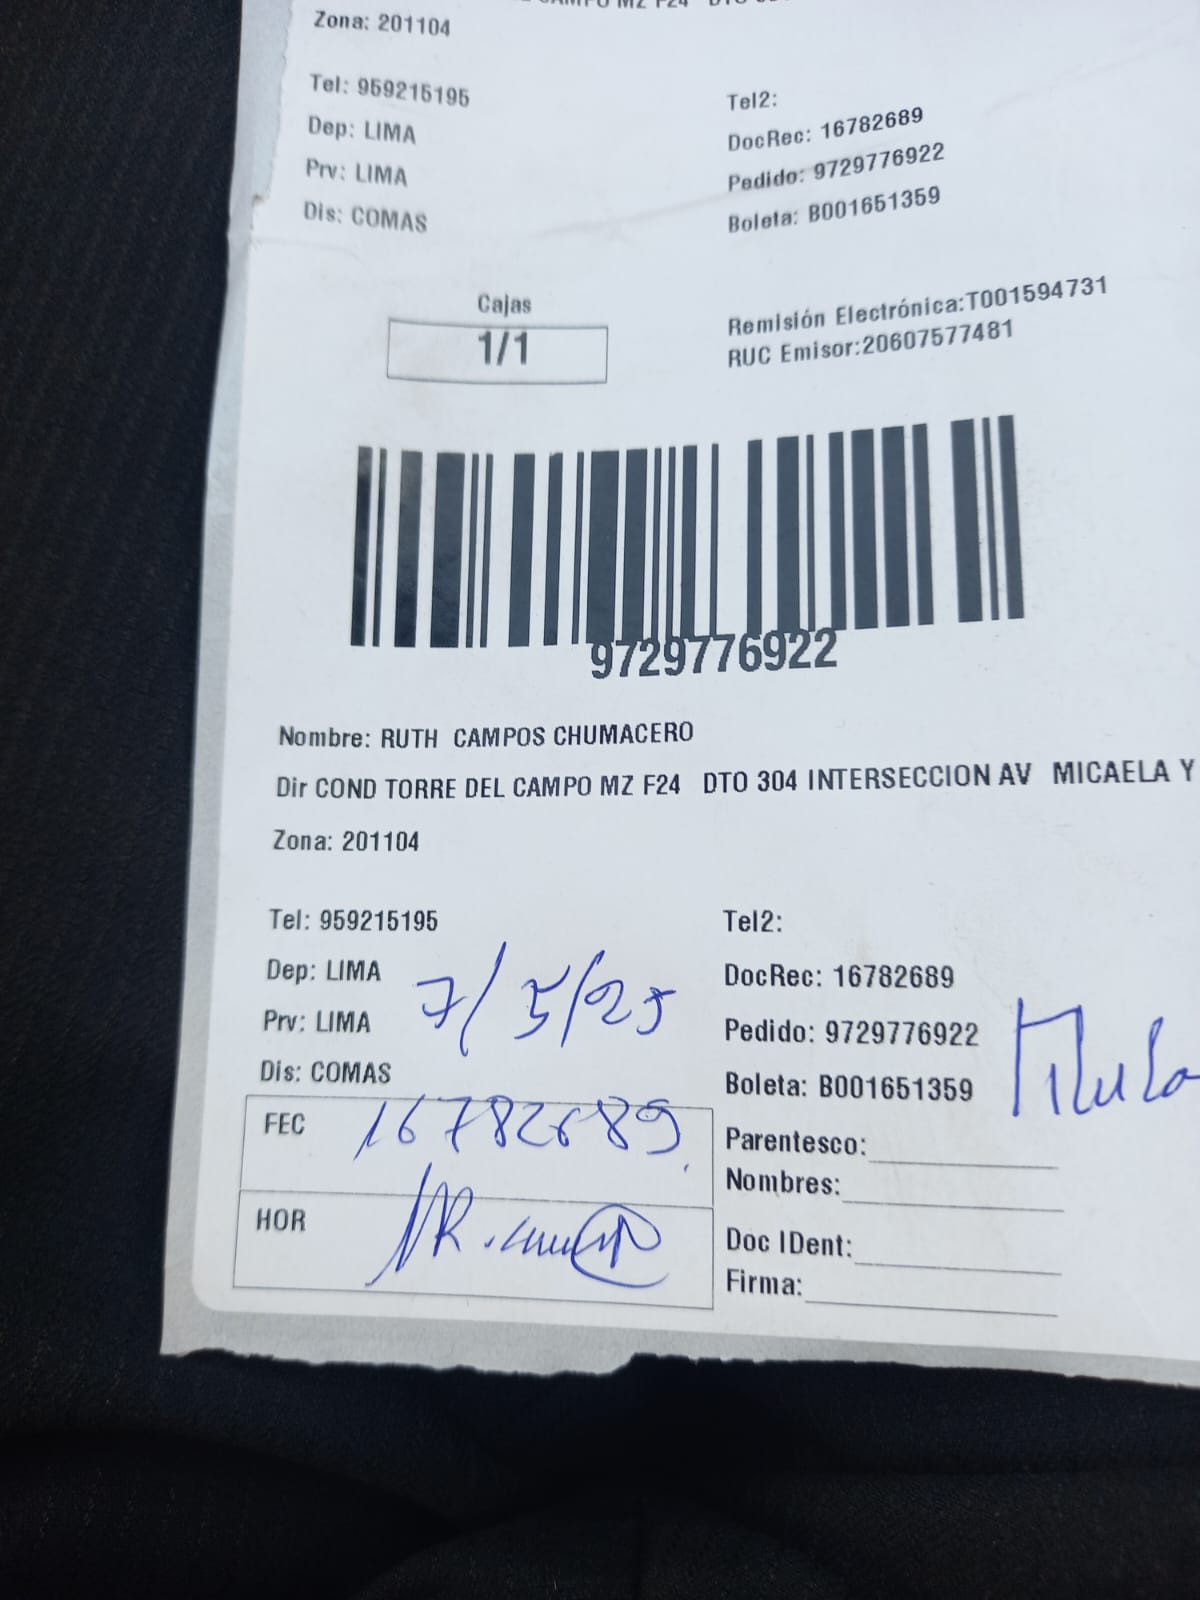 Zona: 201104
Tel: 959215195
Tel2:
Dep: LIMA
DocRec: 16782689
Prv: LIMA
Pedido: 9729776922
Dis: COMAS
Boleta: B001651359
Cajas
1/1
Remisión Electrónica:T001594731
RUC Emisor:20607577481
9729776922
Nombre: RUTH CAMPOS CHUMACERO
Dir COND TORRE DEL CAMPO MZ F24 DTO 304 INTERSECCION AV MICAELA Y
Zona: 201104
Tel: 959215195
Tel2:
Dep: LIMA
DocRec: 16782689
Prv: LIMA
7/5/25
Pedido: 9729776922
Dis: COMAS
Boleta: B001651359
FEC
16782689
Parentesco:
Nombres:
HOR
Doc IDent:
Firma: